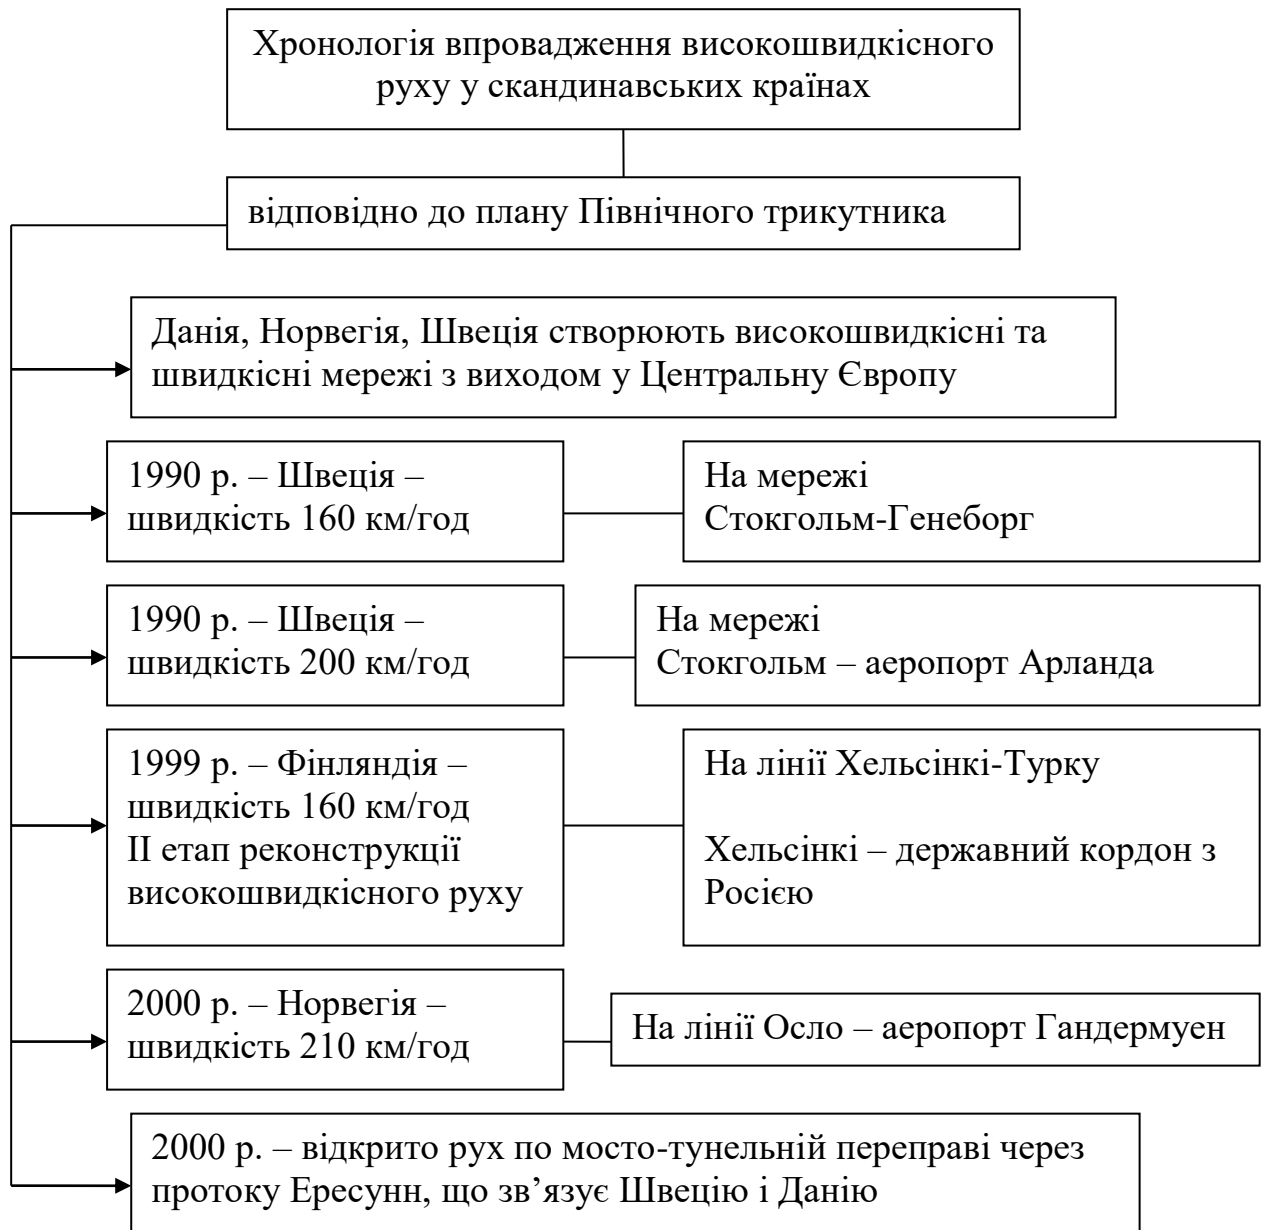 Хронологія впровадження високошвидкісного
руху у скандинавських країнах
відповідно до плану Північного трикутника
Данія, Норвегія, Швеція створюють високошвидкісні та
швидкісні мережі з виходом у Центральну Європу
1990 р. – Швеція –
швидкість 160 км/год
На мережі
Стокгольм-Генеборг
1990 р. – Швеція –
швидкість 200 км/год
На мережі
Стокгольм – аеропорт Арланда
1999 р. – Фінляндія –
швидкість 160 км/год
ІІ етап реконструкції
високошвидкісного руху
На лінії Хельсінкі-Турку
Хельсінкі – державний кордон з
Росією
2000 р. – Норвегія –
швидкість 210 км/год
На лінії Осло – аеропорт Гандермуен
2000 р. – відкрито рух по мосто-тунельній переправі через
протоку Ересунн, що зв’язує Швецію і Данію